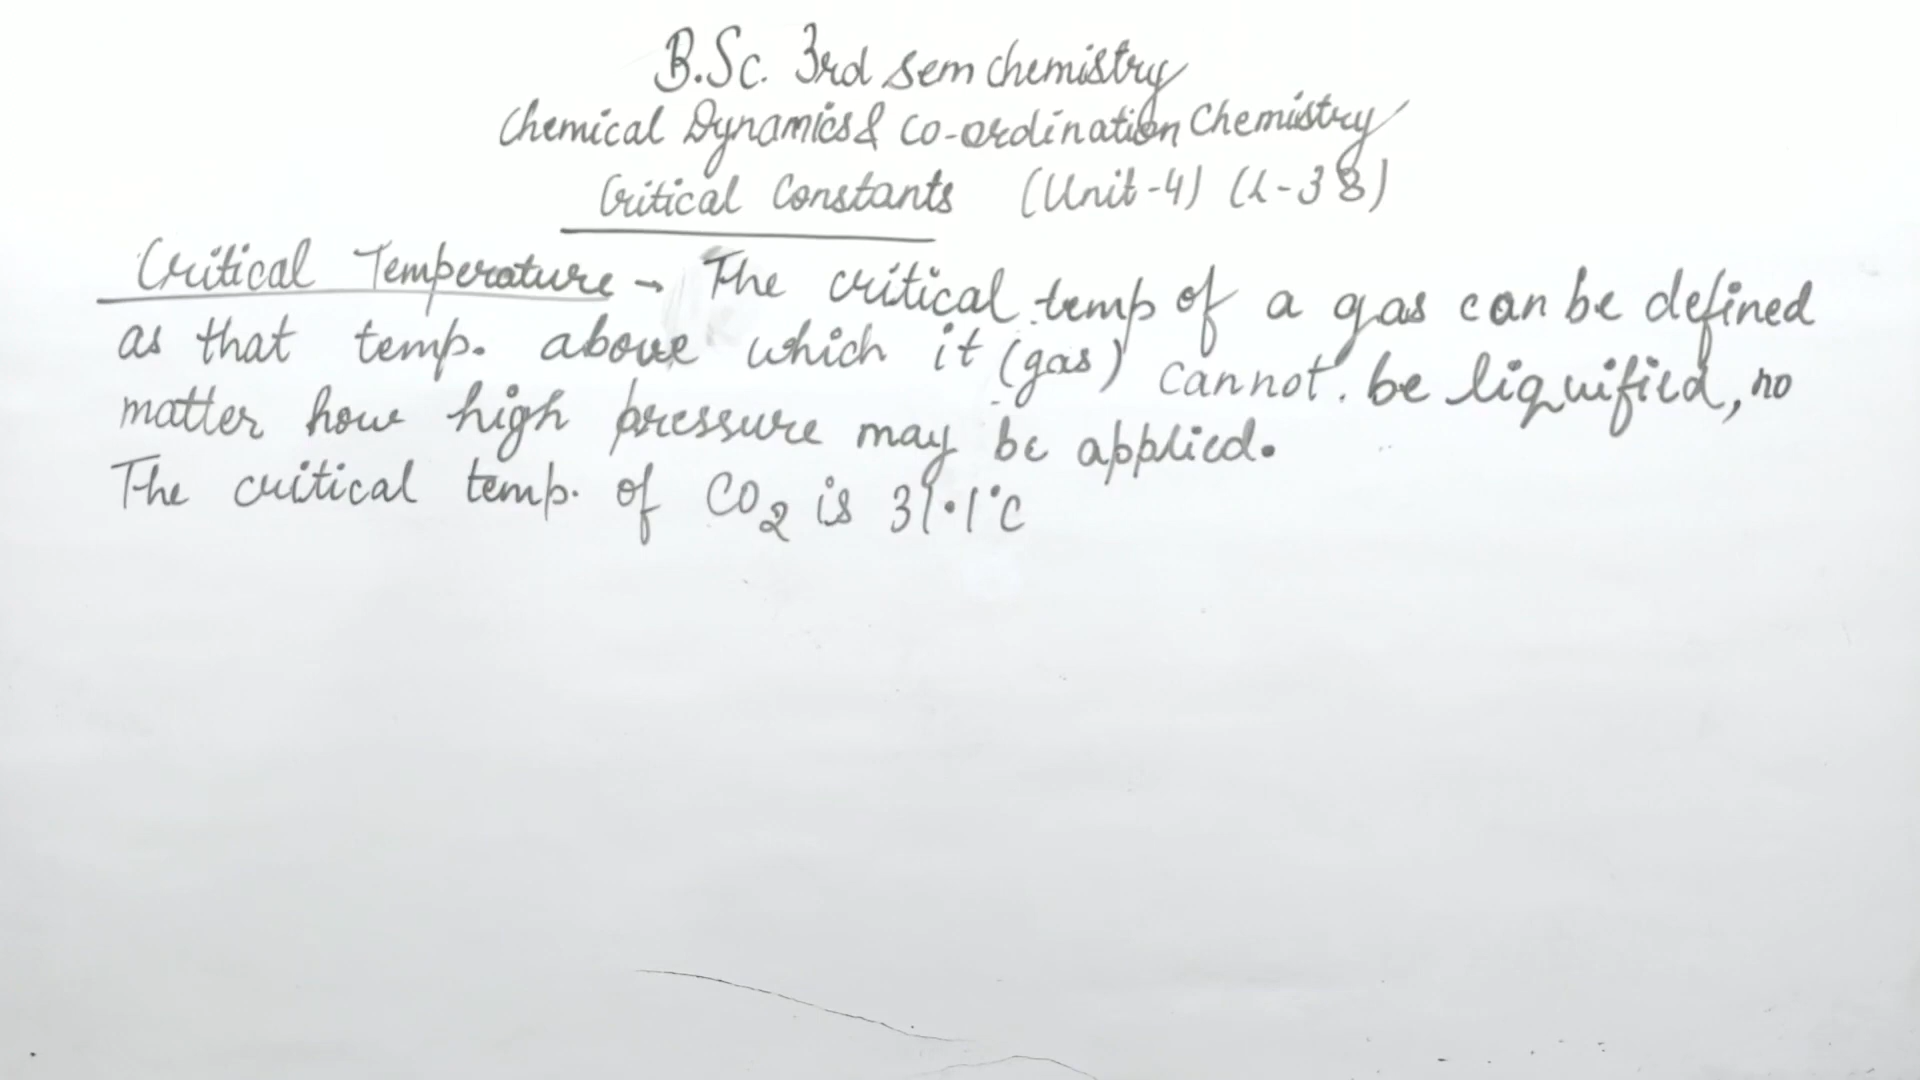 B.Sc. 3rd sem chemistry
Chemical Dynamics & co-ordination Chemistry
Critical Constants (Unit-4) (L-38)
Critical Temperature → The critical temp of a gas can be defined
as that temp. above which it (gas) cannot. be liquified, no
matter how high pressure may be applied.
The critical temp. of CO₂ is 31.1°C